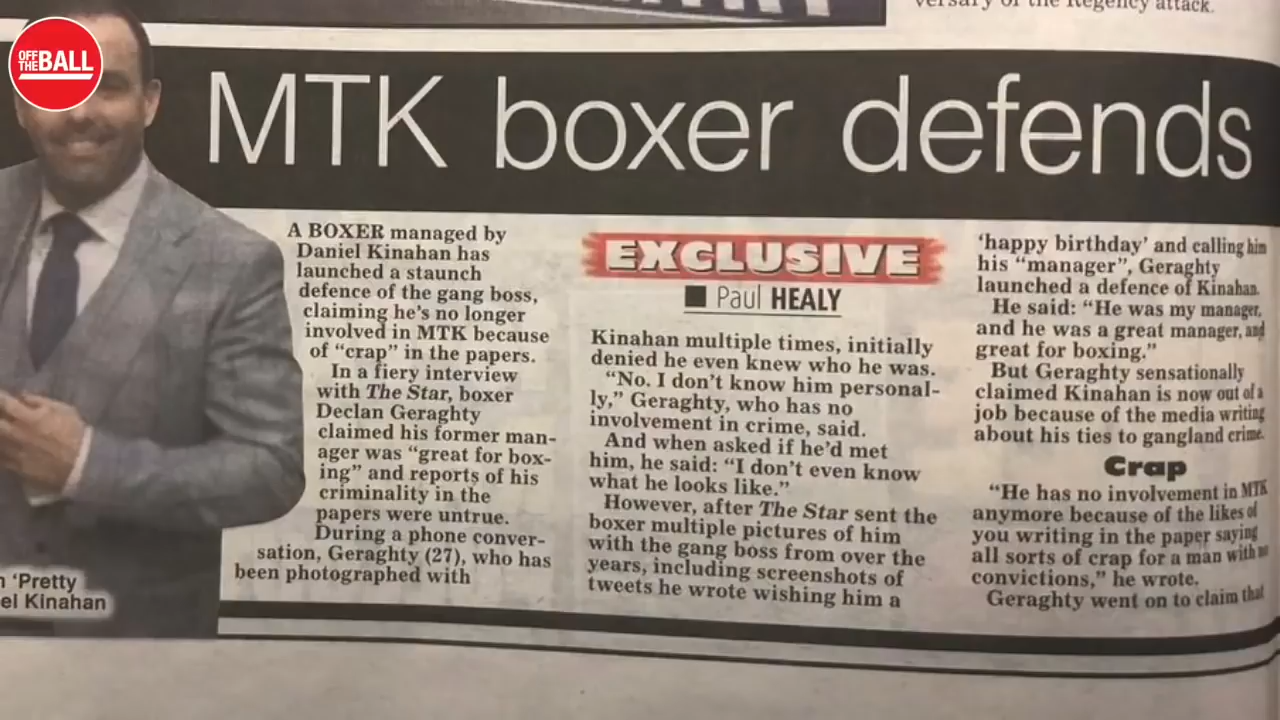 versary of the Regency attack.
OFF
THE BALL
MTK boxer defends
A BOXER managed by
Daniel Kinahan has
launched a staunch
defence of the gang boss,
claiming he's no longer
involved in MTK because
of “crap” in the papers.
In a fiery interview
with The Star, boxer
Declan Geraghty
claimed his former man-
ager was “great for box-
ing” and reports of his
criminality in the
papers were untrue.
During a phone conver-
sation, Geraghty (27), who has
been photographed with
EXCLUSIVE
■ Paul HEALY
Kinahan multiple times, initially
denied he even knew who he was.
“No. I don't know him personal-
ly,” Geraghty, who has no
involvement in crime, said.
And when asked if he'd met
him, he said: “I don't even know
what he looks like.”
However, after The Star sent the
boxer multiple pictures of him
with the gang boss from over the
years, including screenshots of
tweets he wrote wishing him a
‘happy birthday’ and calling him
his “manager”, Geraghty
launched a defence of Kinahan.
He said: “He was my manager,
and he was a great manager, and
great for boxing.”
But Geraghty sensationally
claimed Kinahan is now out of a
job because of the media writing
about his ties to gangland crime.
Crap
“He has no involvement in MTK
anymore because of the likes of
you writing in the paper saying
all sorts of crap for a man with no
convictions,” he wrote.
Geraghty went on to claim that
‘Pretty
Kinahan